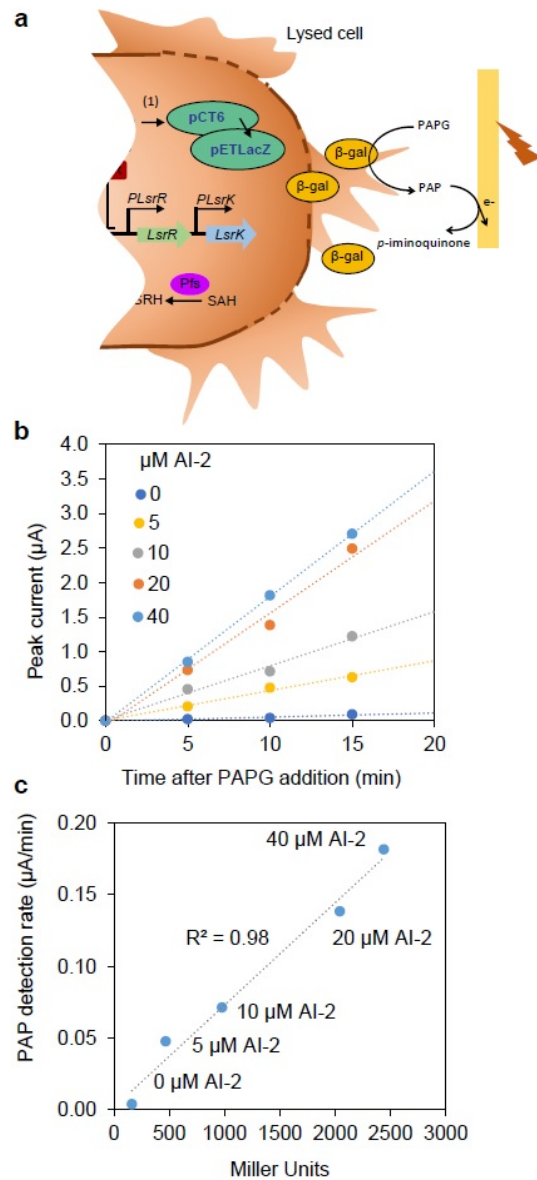 a
Lysed cell
(1)
pCT6
pETLacZ
β-gal
β-gal
β-gal
PAPG
PAP
e-
p-iminoquinone
PLsrR
PLsrK
LsrR
LsrK
Pfs
SRH
SAH
b
µM AI-2
0
5
10
20
40
4.0
3.5
3.0
2.5
2.0
1.5
1.0
0.5
0.0
Peak current (µA)
0 5 10 15 20
Time after PAPG addition (min)
c
0.20
0.15
0.10
0.05
0.00
PAP detection rate (µA/min)
40 µM AI-2
R² = 0.98
20 µM AI-2
10 µM AI-2
5 µM AI-2
0 µM AI-2
0 500 1000 1500 2000 2500 3000
Miller Units